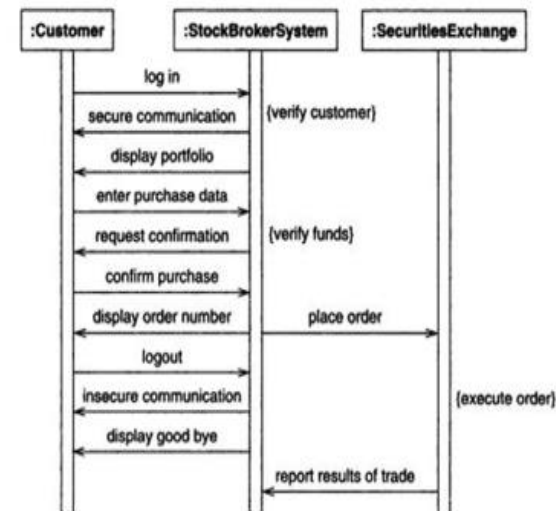 :Customer
:StockBrokerSystem
:SecuritiesExchange
log in
secure communication
{verify customer}
display portfolio
enter purchase data
request confirmation
{verify funds}
confirm purchase
display order number
place order
logout
insecure communication
{execute order}
display good bye
report results of trade